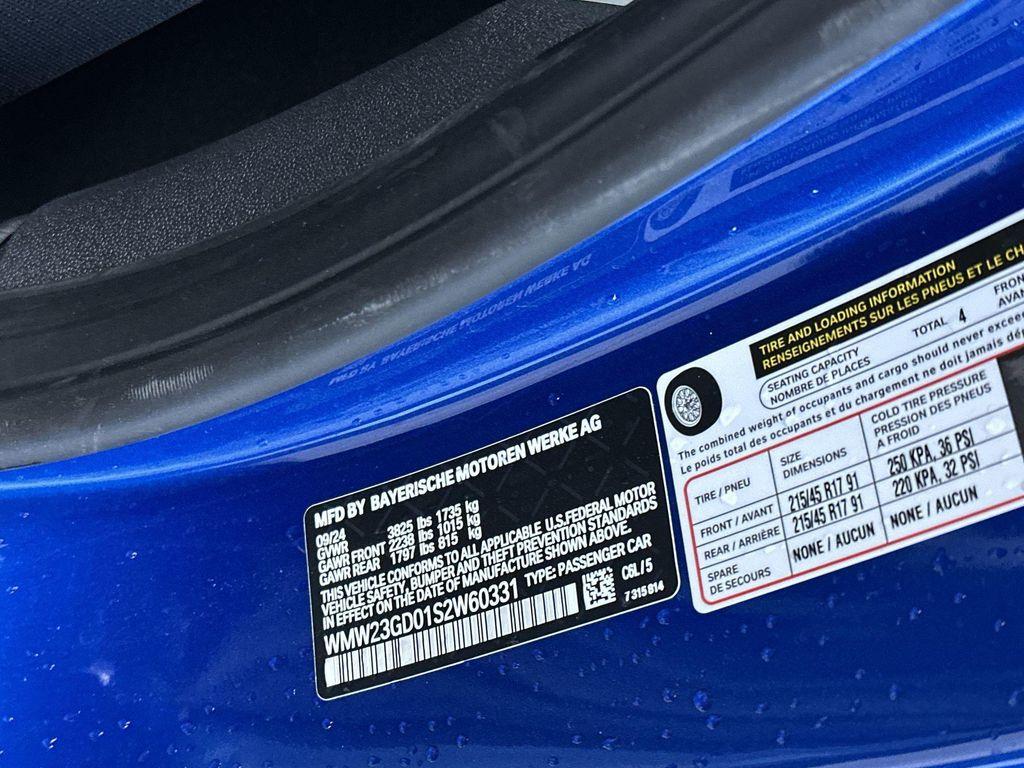 MFD BY BAYERISCHE MOTOREN WERKE AG
09/24
GVWR 3825 lbs 1735 kg
GAWR FRONT 2238 lbs 1015 kg
GAWR REAR 1797 lbs 815 kg
THIS VEHICLE CONFORMS TO ALL APPLICABLE U.S.FEDERAL MOTOR
VEHICLE SAFETY, BUMPER AND THEFT PREVENTION STANDARDS
IN EFFECT ON THE DATE OF MANUFACTURE SHOWN ABOVE.
WMW23GD01S2W60331 TYPE: PASSENGER CAR
C6L/5
7 315 814
TIRE AND LOADING INFORMATION
RENSEIGNEMENTS SUR LES PNEUS ET LE
SEATING CAPACITY
NOMBRE DE PLACES
TOTAL 4
The combined weight of occupants and cargo should never
Le poids total des occupants et du chargement ne doit jamais
TIRE / PNEU
SIZE
DIMENSIONS
COLD TIRE PRESSURE
PRESSION DES PNEUS
A FROID
FRONT / AVANT 215/45 R17 91 250 KPA, 36 PSI
REAR / ARRIÈRE 215/45 R17 91 220 KPA, 32 PSI
SPARE
DE SECOURS
NONE / AUCUN NONE / AUCUN